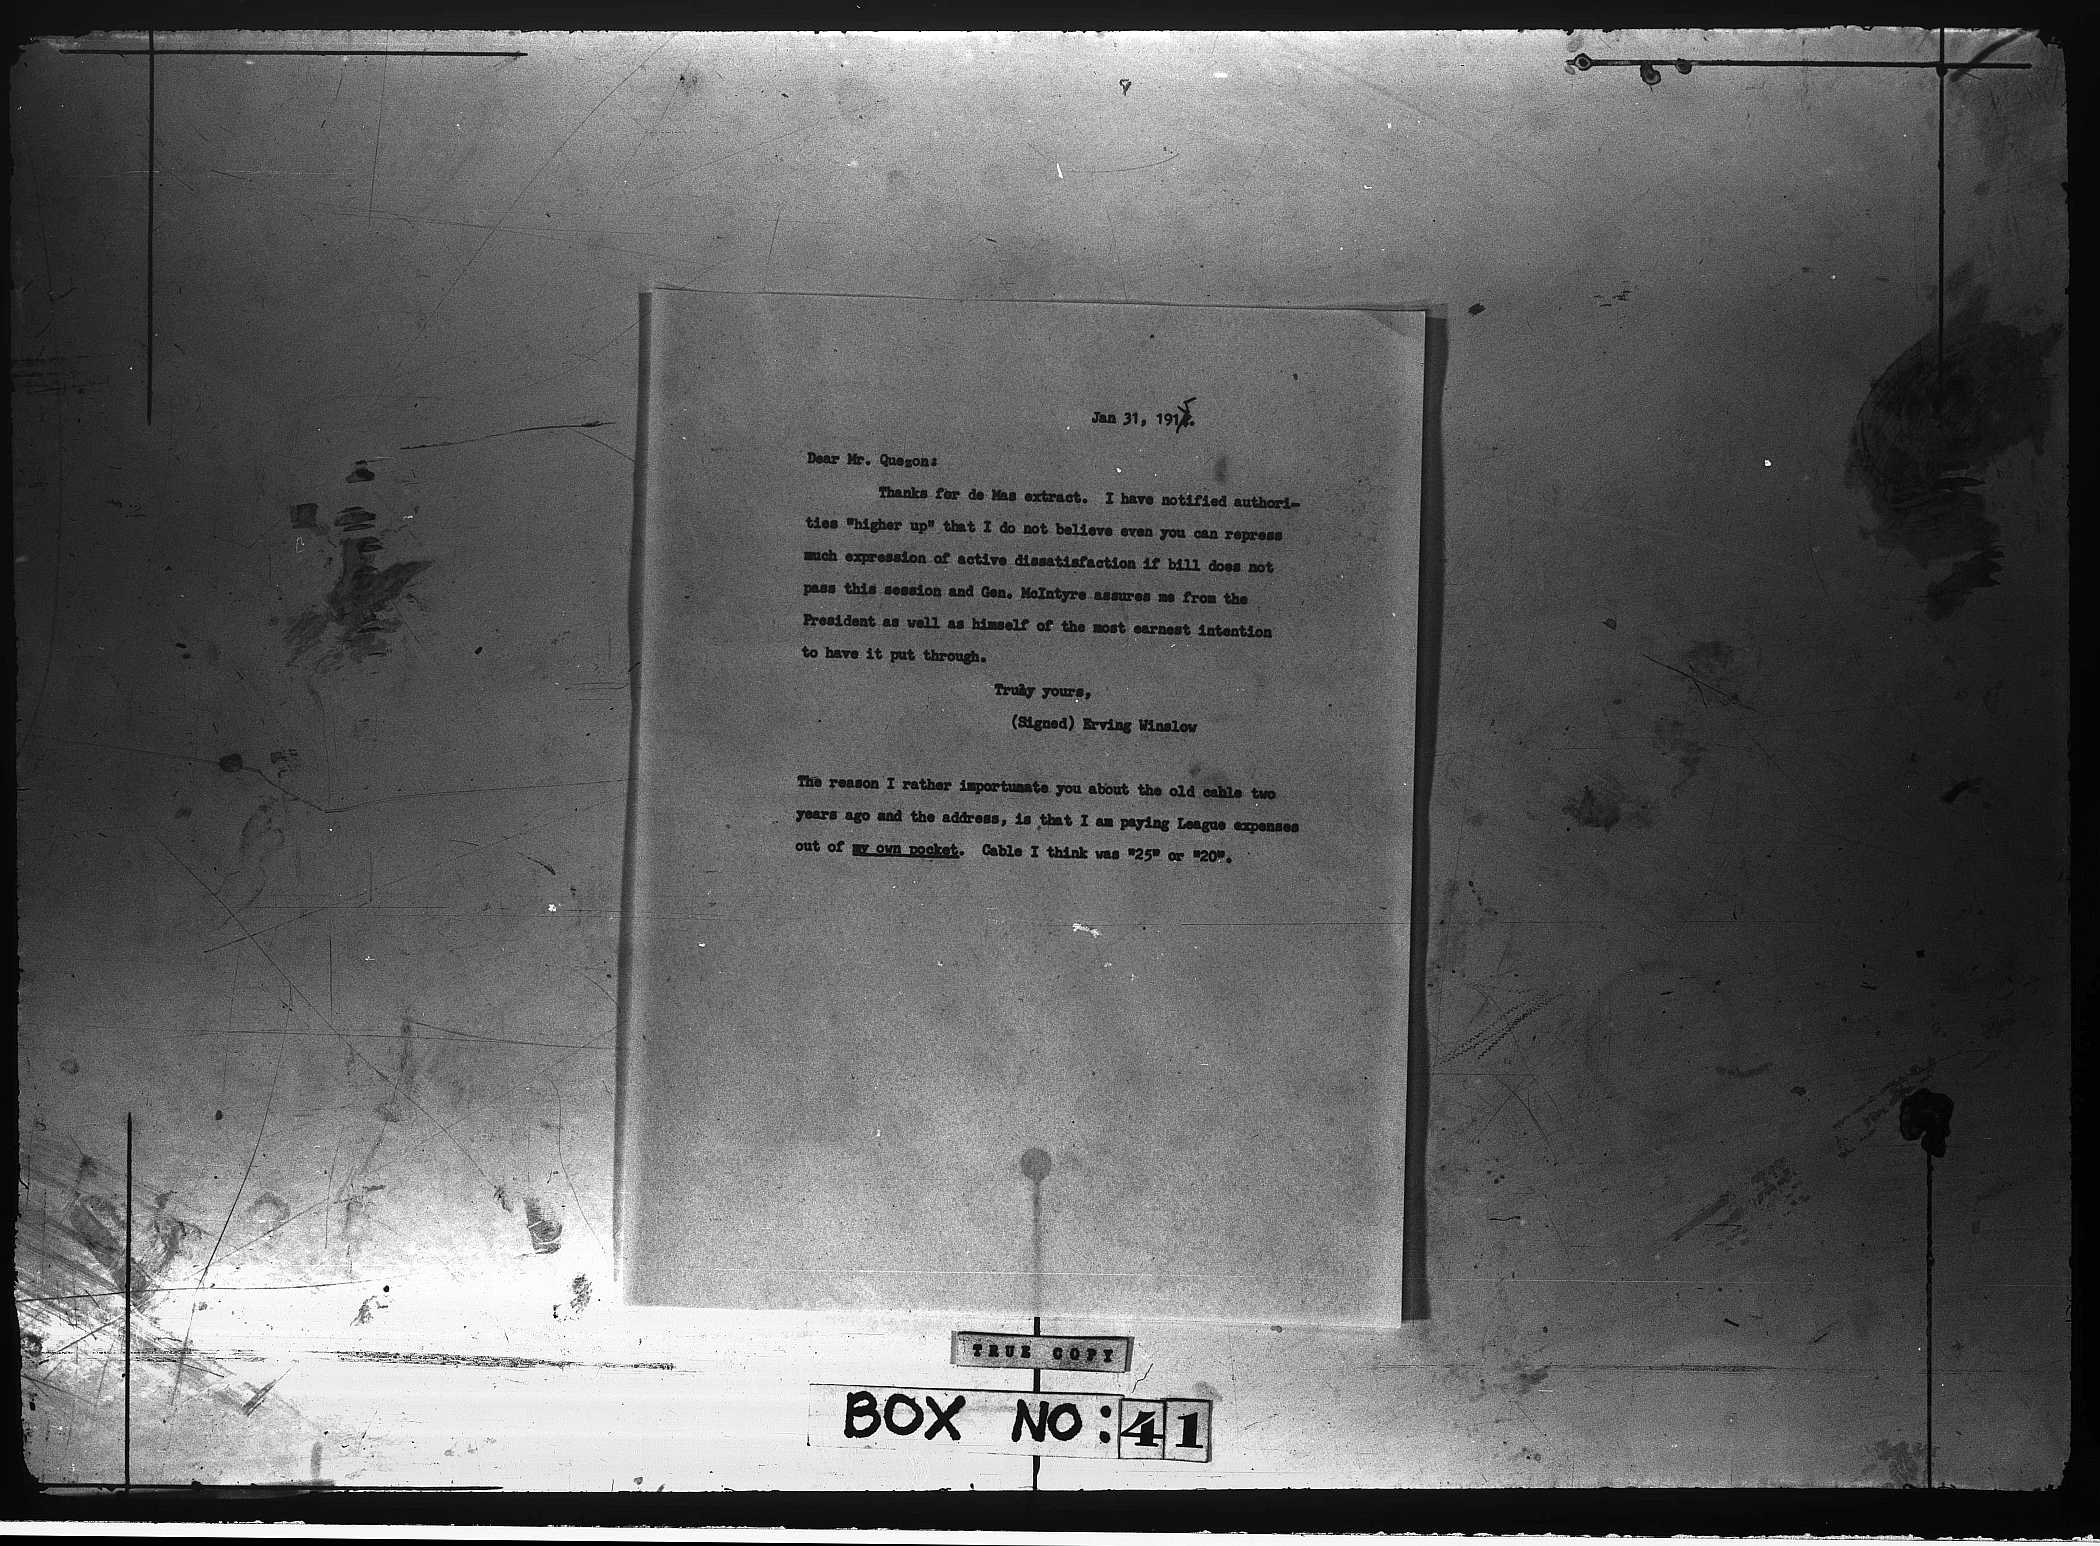 Jan 31, 1915.
Dear Mr. Quezon:
Thanks for de Mas extract. I have notified authori-
ties "higher up" that I do not believe even you can repress
much expression of active dissatisfaction if bill does not
pass this session and Gen. McIntyre assures me from the
President as well as himself of the most earnest intention
to have it put through.
Truly yours,
(Signed) Erving Winslow
The reason I rather importunate you about the old cable two
years ago and the address, is that I am paying League expenses
out of my own pocket. Cable I think was "25" or "20".
TRUE COPY
BOX NO: 41